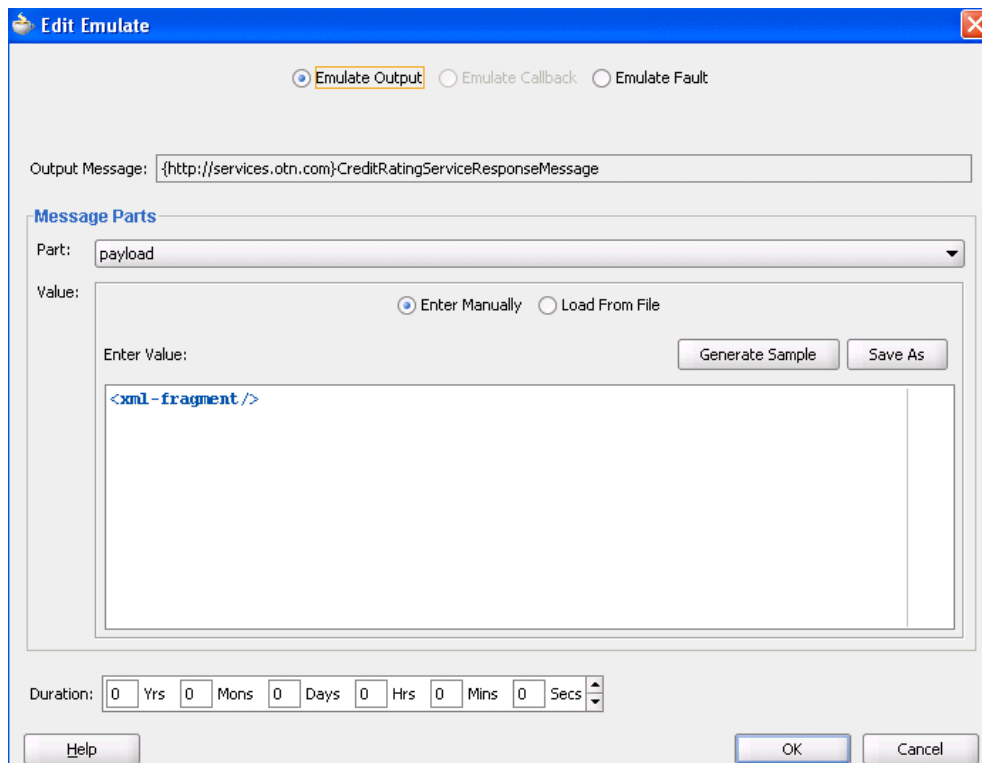 Edit Emulate
Emulate Output Emulate Callback Emulate Fault
Output Message: {http://services.otn.com}CreditRatingServiceResponseMessage
Message Parts
Part: payload
Value: Enter Manually Load From File
Enter Value: Generate Sample Save As
<xml-fragment/>
Duration: 0 Yrs 0 Mons 0 Days 0 Hrs 0 Mins 0 Secs
Help OK Cancel